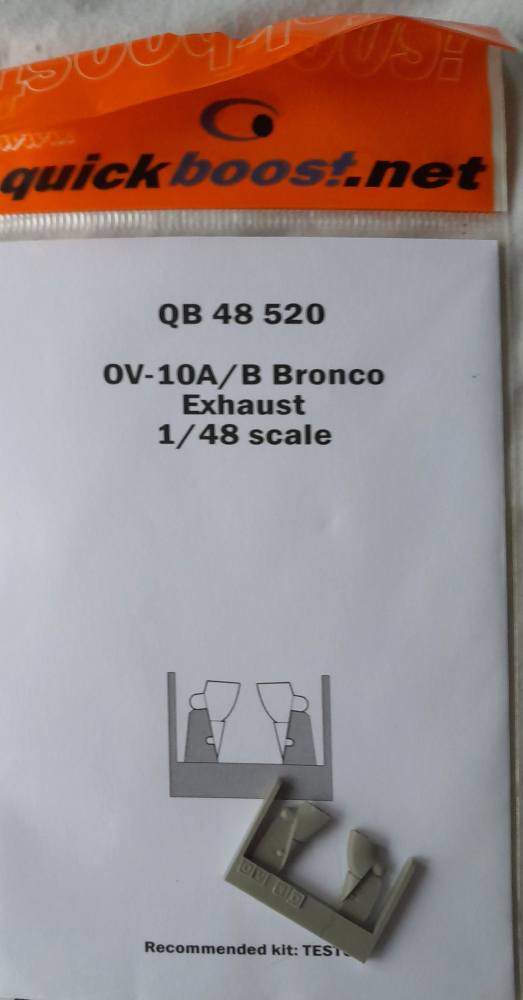 quickboost.net
QB 48 520
OV-10A/B Bronco
Exhaust
1/48 scale
Recommended kit: